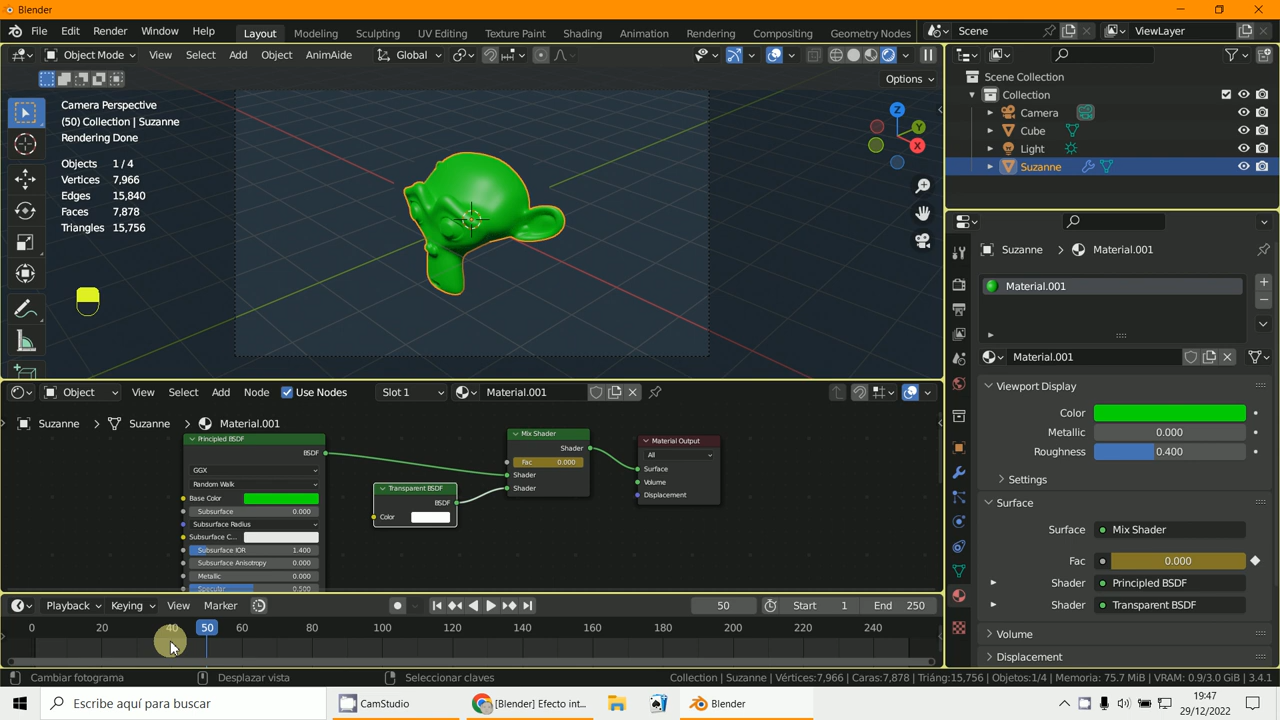 Blender
File Edit Render Window Help
Layout Modeling Sculpting UV Editing Texture Paint Shading Animation Rendering Compositing Geometry Nodes
Scene
ViewLayer
Object Mode View Select Add Object AnimAide
Global
Options
Camera Perspective
(50) Collection | Suzanne
Rendering Done
Objects 1 / 4
Vertices 7,966
Edges 15,840
Faces 7,878
Triangles 15,756
Z
Y
X
Scene Collection
Collection
Camera
Cube
Light
Suzanne
Suzanne > Material.001
Material.001
Material.001
Viewport Display
Color
Metallic 0.000
Roughness 0.400
Settings
Surface
Surface Mix Shader
Fac 0.000
Shader Principled BSDF
Shader Transparent BSDF
Volume
Displacement
Object View Select Add Node Use Nodes Slot 1 Material.001
Suzanne > Suzanne > Material.001
Principled BSDF
BSDF
GGX
Random Walk
Base Color
Subsurface 0.000
Subsurface Radius
Subsurface C...
Subsurface IOR 1.400
Subsurface Anisotropy 0.000
Metallic 0.000
Specular 0.500
Transparent BSDF
BSDF
Color
Mix Shader
Shader
Fac 0.000
Shader
Shader
Material Output
All
Surface
Volume
Displacement
Playback Keying View Marker
50 Start 1 End 250
0 20 40 50 60 80 100 120 140 160 180 200 220 240
Cambiar fotograma Desplazar vista Seleccionar claves
Collection | Suzanne | Vértices:7,966 | Caras:7,878 | Triáng:15,756 | Objetos:1/4 | Memoria: 75.7 MiB | VRAM: 0.9/3.0 GiB | 3.4.1
Escribe aquí para buscar
CamStudio
[Blender] Efecto int...
Blender
19:47
29/12/2022